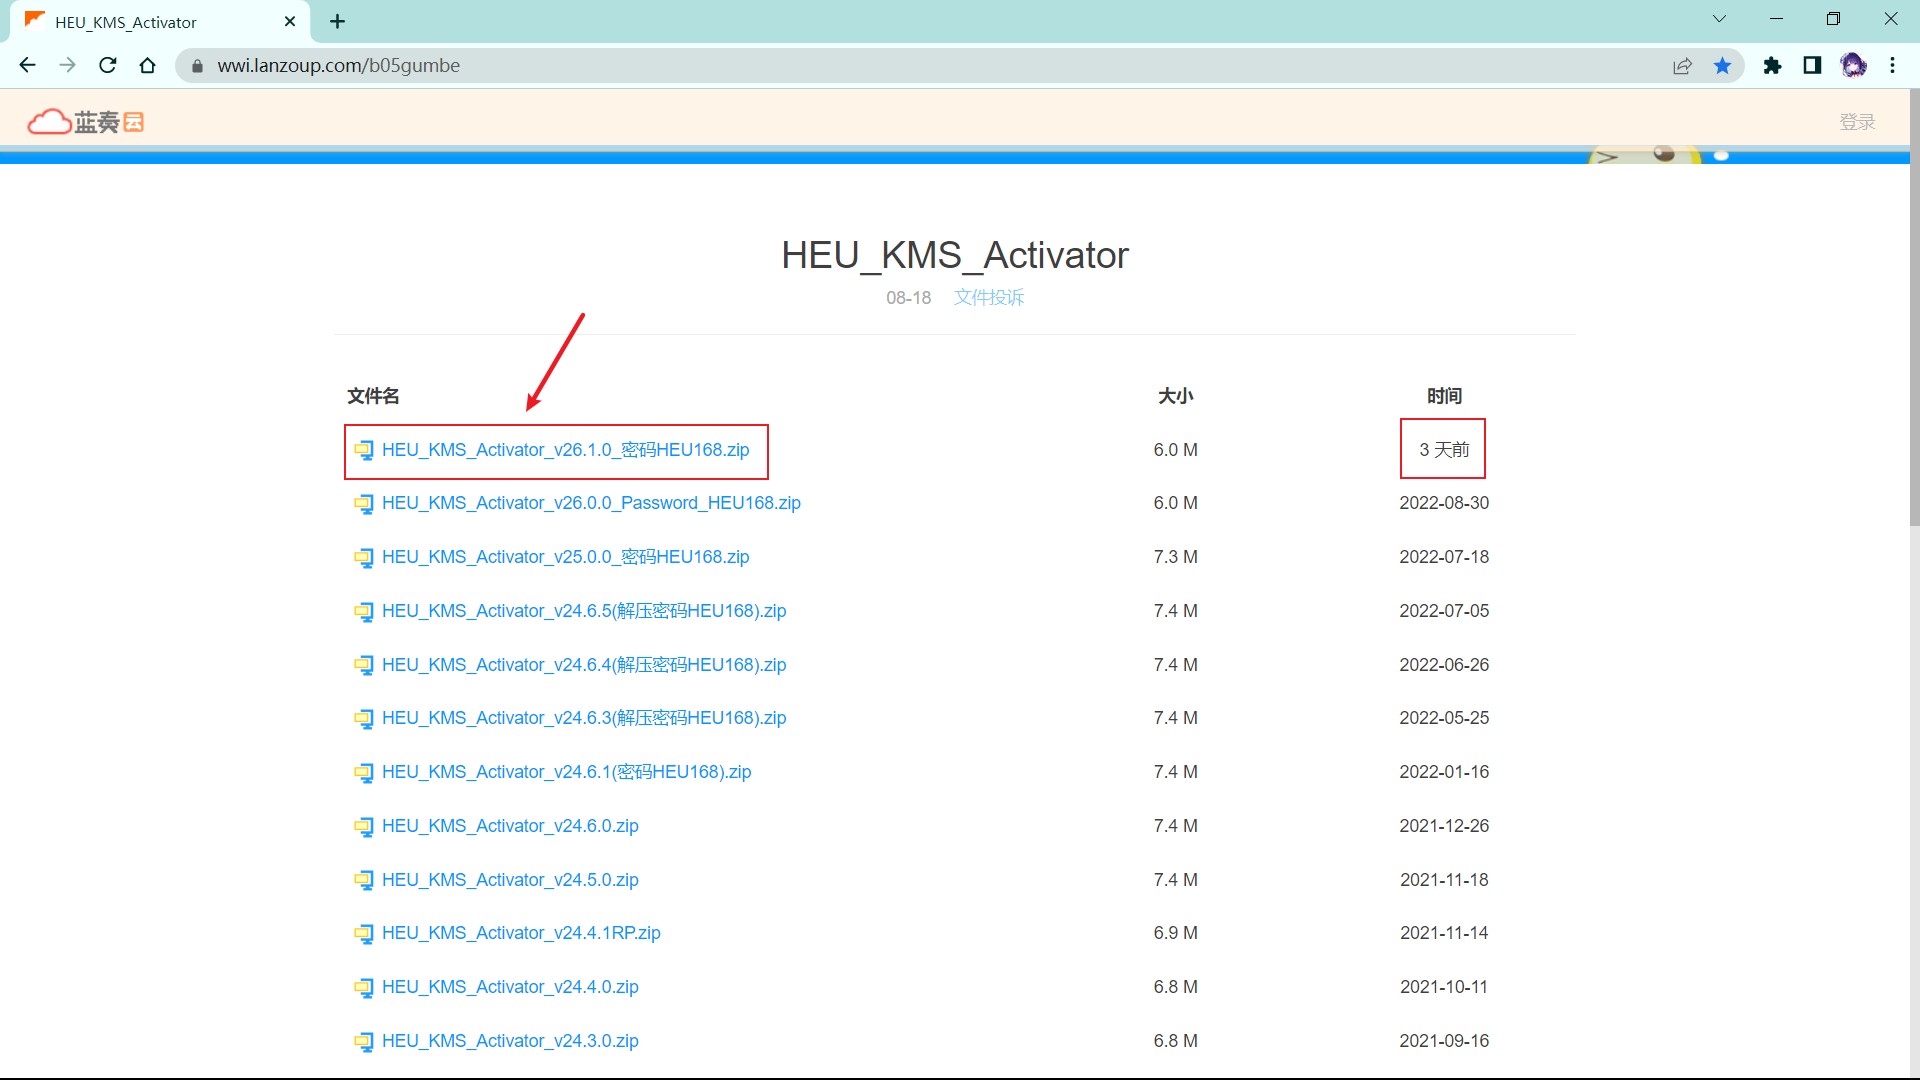 HEU_KMS_Activator
wwi.lanzoup.com/b05gumbe
蓝奏云
登录
HEU_KMS_Activator
08-18 文件投诉
文件名 大小 时间
HEU_KMS_Activator_v26.1.0_密码HEU168.zip 6.0 M 3 天前
HEU_KMS_Activator_v26.0.0_Password_HEU168.zip 6.0 M 2022-08-30
HEU_KMS_Activator_v25.0.0_密码HEU168.zip 7.3 M 2022-07-18
HEU_KMS_Activator_v24.6.5(解压密码HEU168).zip 7.4 M 2022-07-05
HEU_KMS_Activator_v24.6.4(解压密码HEU168).zip 7.4 M 2022-06-26
HEU_KMS_Activator_v24.6.3(解压密码HEU168).zip 7.4 M 2022-05-25
HEU_KMS_Activator_v24.6.1(密码HEU168).zip 7.4 M 2022-01-16
HEU_KMS_Activator_v24.6.0.zip 7.4 M 2021-12-26
HEU_KMS_Activator_v24.5.0.zip 7.4 M 2021-11-18
HEU_KMS_Activator_v24.4.1RP.zip 6.9 M 2021-11-14
HEU_KMS_Activator_v24.4.0.zip 6.8 M 2021-10-11
HEU_KMS_Activator_v24.3.0.zip 6.8 M 2021-09-16